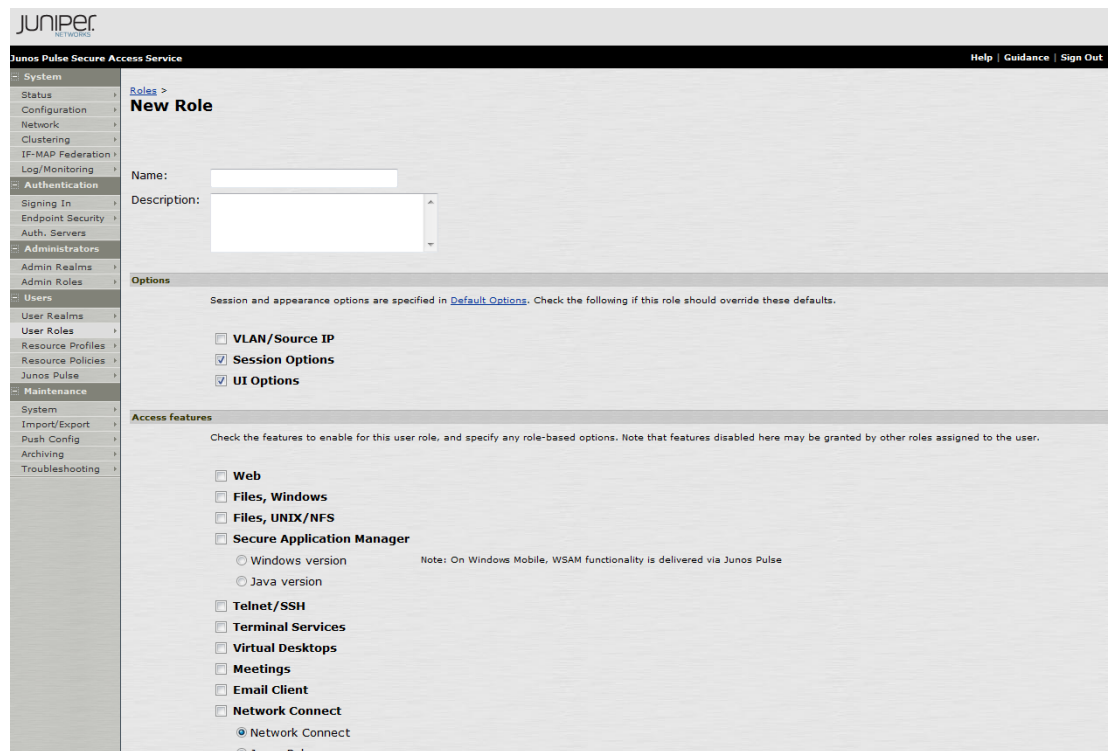 JUNIPER
NETWORKS
Junos Pulse Secure Access Service
Help | Guidance | Sign Out
System
Status
Configuration
Network
Clustering
IF-MAP Federation
Log/Monitoring
Authentication
Signing In
Endpoint Security
Auth. Servers
Administrators
Admin Realms
Admin Roles
Users
User Realms
User Roles
Resource Profiles
Resource Policies
Junos Pulse
Maintenance
System
Import/Export
Push Config
Archiving
Troubleshooting
Roles >
New Role
Name:
Description:
Options
Session and appearance options are specified in Default Options. Check the following if this role should override these defaults.
VLAN/Source IP
Session Options
UI Options
Access features
Check the features to enable for this user role, and specify any role-based options. Note that features disabled here may be granted by other roles assigned to the user.
Web
Files, Windows
Files, UNIX/NFS
Secure Application Manager
Windows version
Note: On Windows Mobile, WSAM functionality is delivered via Junos Pulse
Java version
Telnet/SSH
Terminal Services
Virtual Desktops
Meetings
Email Client
Network Connect
Network Connect